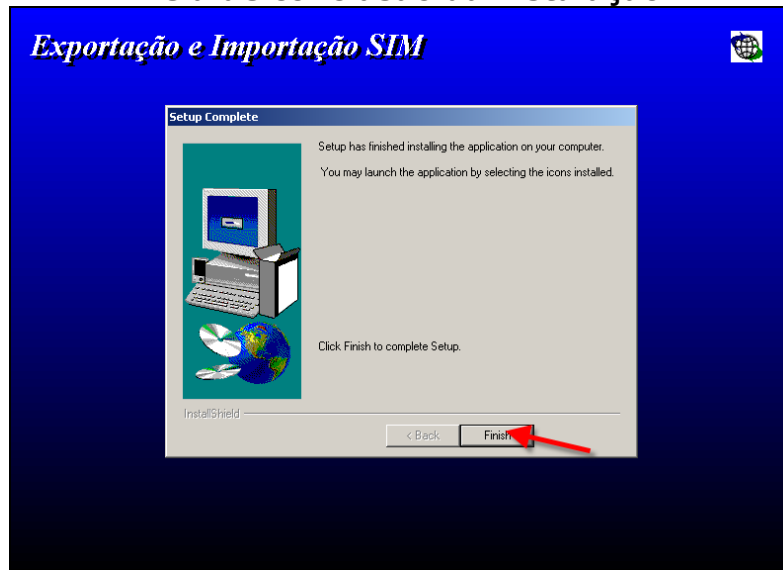 Exportação e Importação SIM
Setup Complete
Setup has finished installing the application on your computer.
You may launch the application by selecting the icons installed.
Click Finish to complete Setup.
InstallShield
< Back
Finish